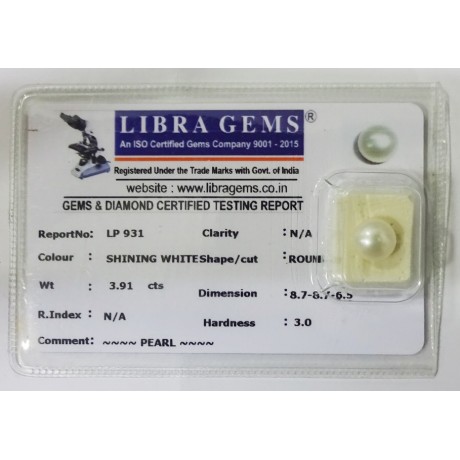 LIBRA GEMS ®
An ISO Certified Gems Company 9001 - 2015
Registered Under the Trade Marks with Govt. of India
website : www.libragems.co.in
GEMS & DIAMOND CERTIFIED TESTING REPORT
ReportNo: LP 931 Clarity : N/A
Colour : SHINING WHITE Shape/cut : ROUN
Wt : 3.91 cts Dimension : 8.7-8.7-6.5
R.Index : N/A Hardness : 3.0
Comment: ~~~~ PEARL ~~~~